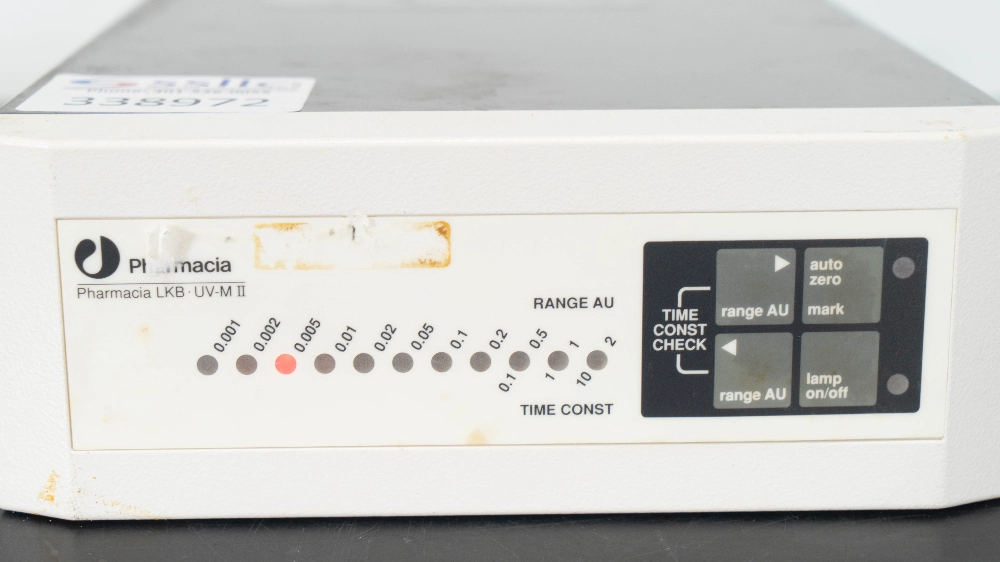 338972
Pharmacia
Pharmacia LKB · UV-M II
RANGE AU
0.001 0.002 0.005 0.01 0.02 0.05 0.1 0.2 0.5 1 2
0.1 1 10
TIME CONST
TIME
CONST
CHECK
range AU
auto
zero
mark
range AU
lamp
on/off